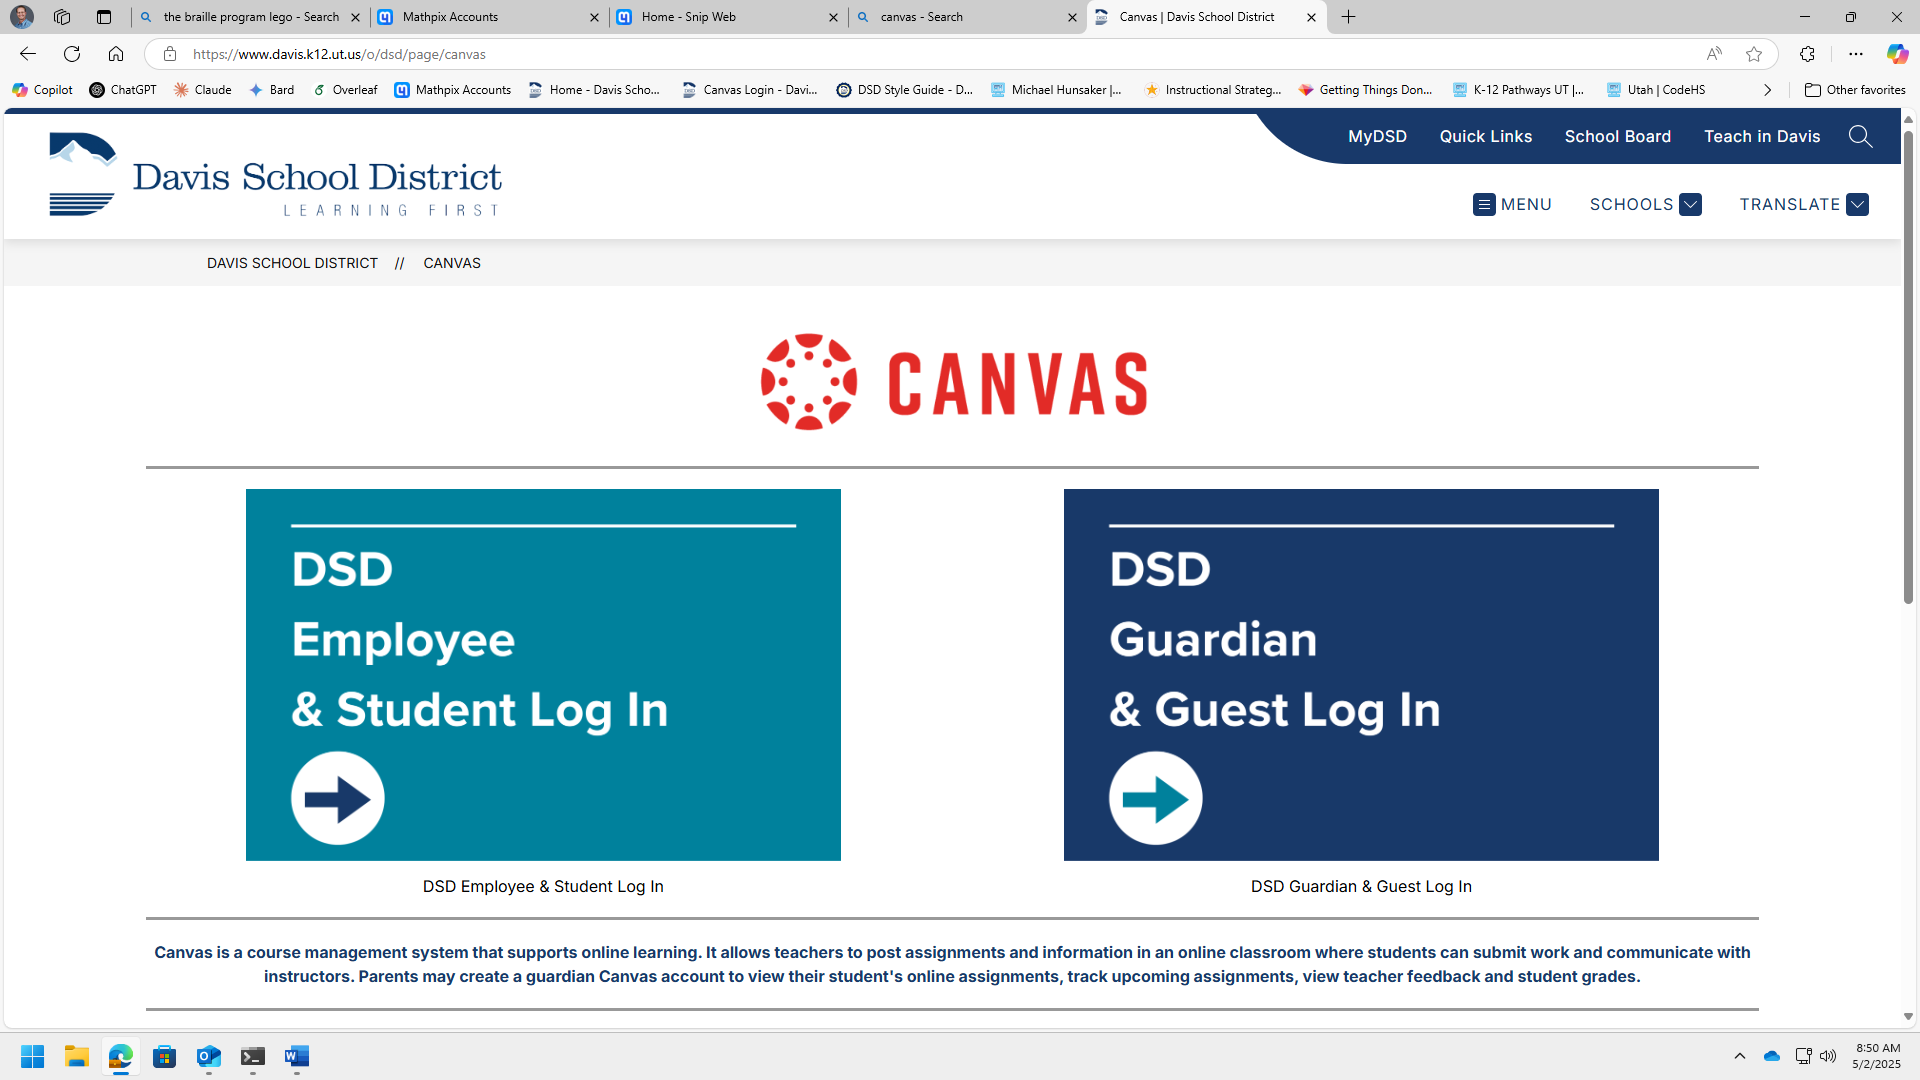 the braille program lego - Search
Mathpix Accounts
Home - Snip Web
canvas - Search
Canvas | Davis School District
https://www.davis.k12.ut.us/o/dsd/page/canvas
Copilot
ChatGPT
Claude
Bard
Overleaf
Mathpix Accounts
Home - Davis Scho...
Canvas Login - Davi...
DSD Style Guide - D...
Michael Hunsaker |...
Instructional Strateg...
Getting Things Don...
K-12 Pathways UT |...
Utah | CodeHS
Other favorites
MyDSD
Quick Links
School Board
Teach in Davis
Davis School District
LEARNING FIRST
MENU
SCHOOLS
TRANSLATE
DAVIS SCHOOL DISTRICT // CANVAS
CANVAS
DSD
Employee
& Student Log In
DSD Employee & Student Log In
DSD
Guardian
& Guest Log In
DSD Guardian & Guest Log In
Canvas is a course management system that supports online learning. It allows teachers to post assignments and information in an online classroom where students can submit work and communicate with
instructors. Parents may create a guardian Canvas account to view their student's online assignments, track upcoming assignments, view teacher feedback and student grades.
8:50 AM
5/2/2025